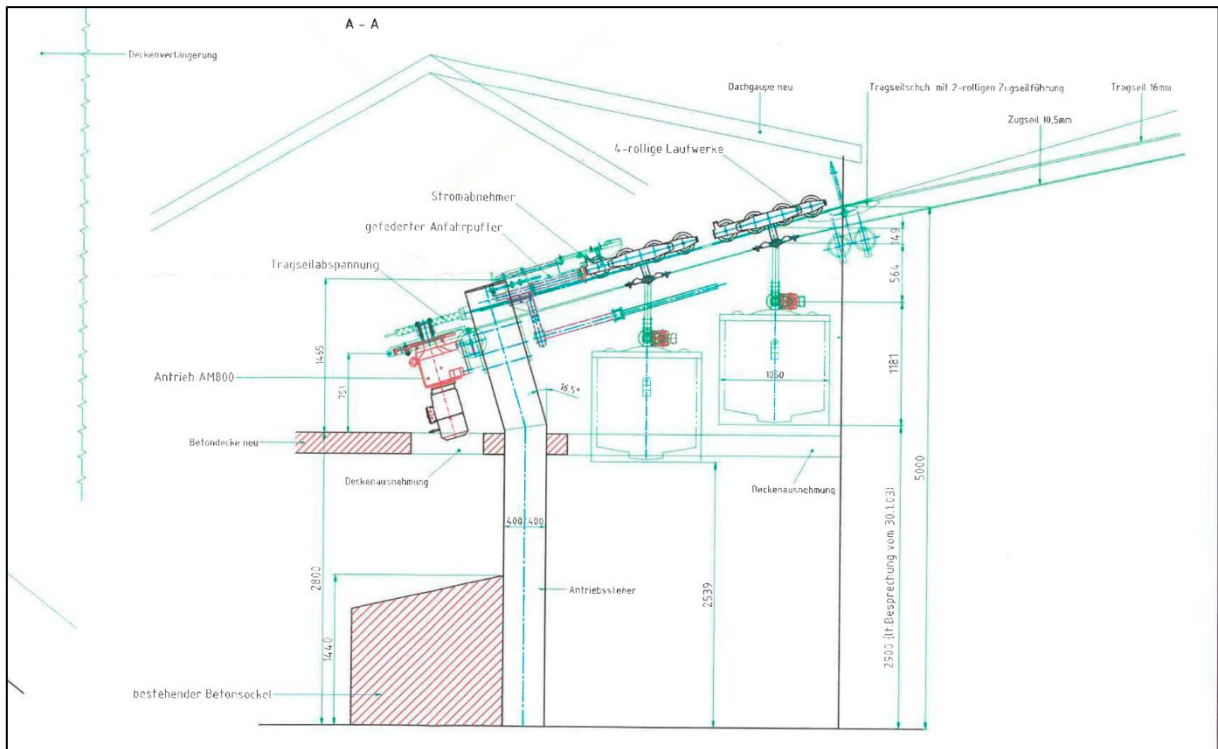 A - A
Deckenverlängerung
Dachgaupe neu
Tragseilschuh mit 2-rolligen Zugseilführung
Tragseil 16mm
Zugseil 10,5mm
4-rollige Laufwerke
Stromabnehmer
gefederter Anfahrpuffer
Tragseilabspannung
149
564
1465
751
Antrieb AM800
16.5°
1050
1181
Betondecke neu
5000
Deckenausnehmung
Deckenausnehmung
400
400
2900 (lt.Besprechung vom 30.1.03)
2800
2539
Antriebssteher
1440
bestehender Betonsockel